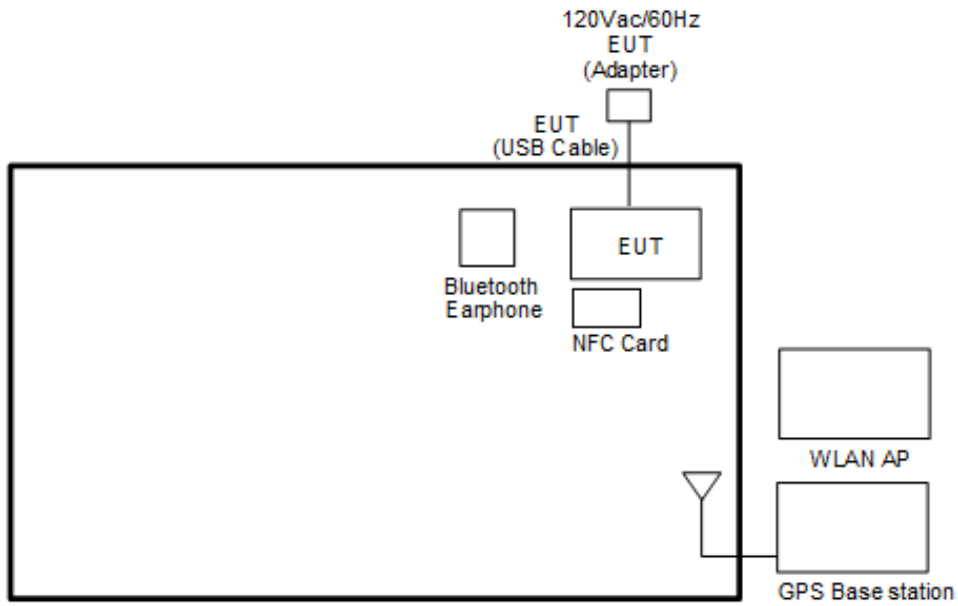 120Vac/60Hz
EUT
(Adapter)
EUT
(USB Cable)
EUT
Bluetooth
Earphone
NFC Card
WLAN AP
GPS Base station